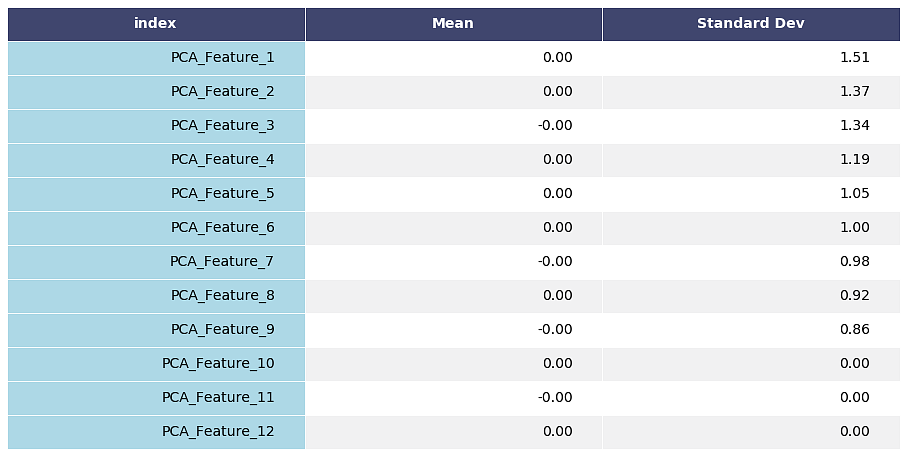 index Mean Standard Dev
PCA_Feature_1 0.00 1.51
PCA_Feature_2 0.00 1.37
PCA_Feature_3 -0.00 1.34
PCA_Feature_4 0.00 1.19
PCA_Feature_5 0.00 1.05
PCA_Feature_6 0.00 1.00
PCA_Feature_7 -0.00 0.98
PCA_Feature_8 0.00 0.92
PCA_Feature_9 -0.00 0.86
PCA_Feature_10 0.00 0.00
PCA_Feature_11 -0.00 0.00
PCA_Feature_12 0.00 0.00